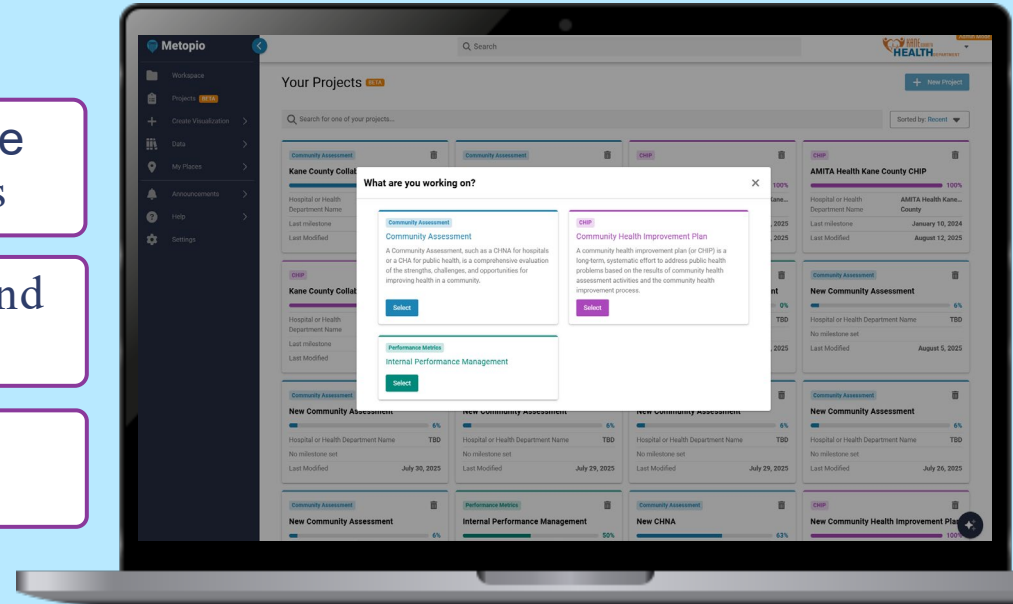 e
s
nd
Metopio
Search
KANE COUNTY
HEALTH DEPARTMENT
Workspace
Projects BETA
Create Visualization
Data
My Places
Announcements
Help
Settings
Your Projects BETA
+ New Project
Search for one of your projects...
Sorted by: Recent
Community Assessment
Kane County Collab
Hospital or Health
Department Name
Last milestone
Last Modified
Community Assessment
CHIP
100%
Kane...
, 2025
, 2025
CHIP
AMITA Health Kane County CHIP
100%
Hospital or Health AMITA Health Kane...
Department Name County
Last milestone January 10, 2024
Last Modified August 12, 2025
What are you working on?
Community Assessment
Community Assessment
A Community Assessment, such as a CHNA for hospitals
or a CHA for public health, is a comprehensive evaluation
of the strengths, challenges, and opportunities for
improving health in a community.
Select
CHIP
Community Health Improvement Plan
A community health improvement plan (or CHIP) is a
long-term, systematic effort to address public health
problems based on the results of community health
assessment activities and the community health
improvement process.
Select
Performance Metrics
Internal Performance Management
Select
CHIP
Kane County Collab
Hospital or Health
Department Name
Last milestone
Last Modified
nt
0%
TBD
, 2025
Community Assessment
New Community Assessment
6%
Hospital or Health Department Name TBD
No milestone set
Last Modified August 5, 2025
New Community Assessment
6%
Hospital or Health Department Name TBD
No milestone set
Last Modified July 30, 2025
New Community Assessment
6%
Hospital or Health Department Name TBD
No milestone set
Last Modified July 29, 2025
New Community Assessment
6%
Hospital or Health Department Name TBD
No milestone set
Last Modified July 29, 2025
Community Assessment
New Community Assessment
6%
Hospital or Health Department Name TBD
No milestone set
Last Modified July 26, 2025
Community Assessment
New Community Assessment
6%
Performance Metrics
Internal Performance Management
50%
Community Assessment
New CHNA
63%
CHIP
New Community Health Improvement Plan
100%